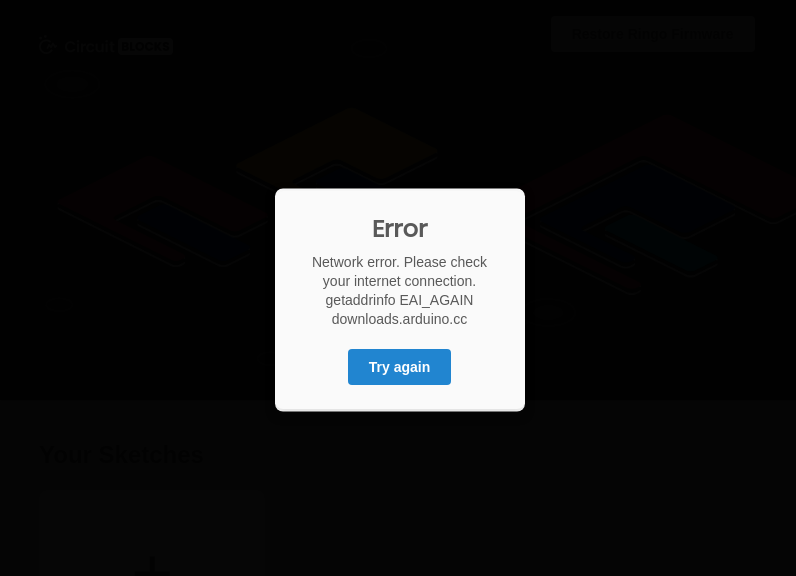 Circuit BLOCKS
Error
Network error. Please check
your internet connection.
getaddrinfo EAI_AGAIN
downloads.arduino.cc
Try again
Your Sketches